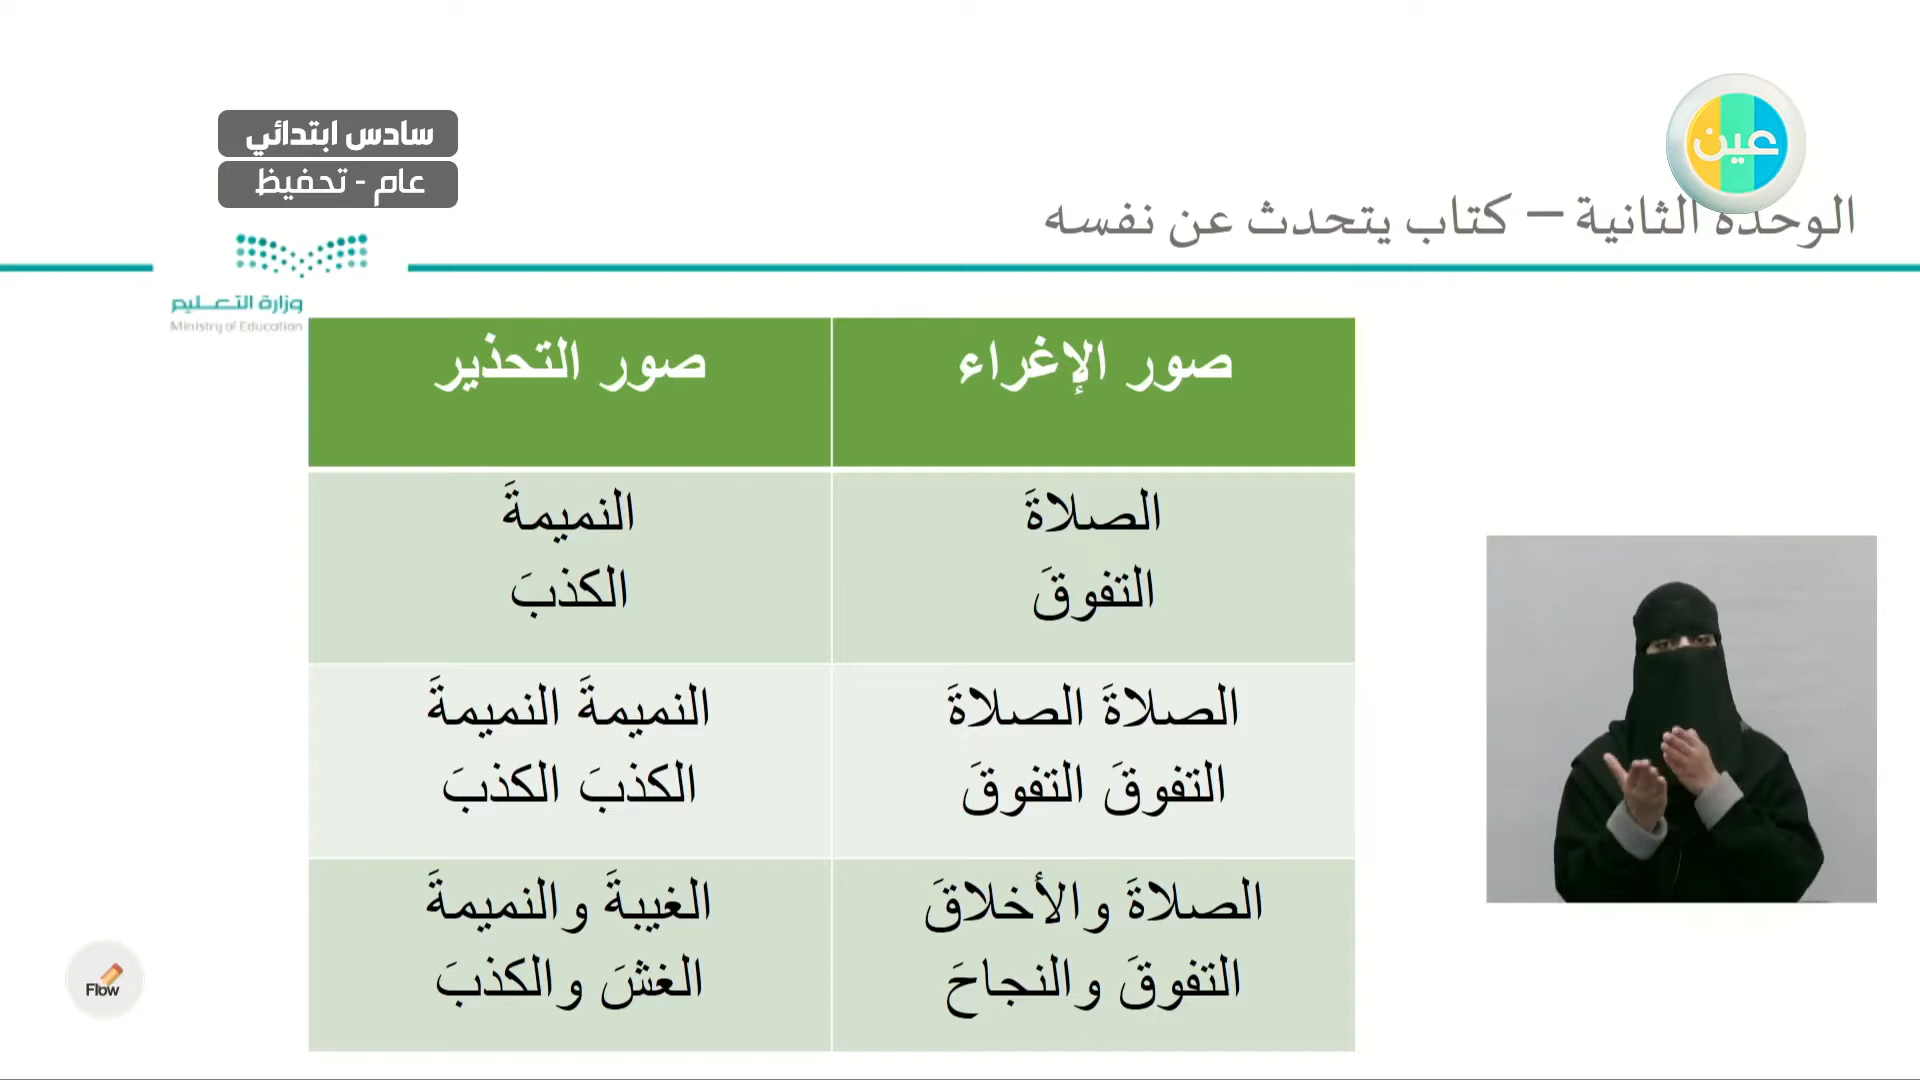 سادس ابتدائي
عام - تحفيظ
عين
الوحدة الثانية – كتاب يتحدث عن نفسه
وزارة التعليم
Ministry of Education
صور الإغراء
صور التحذير
الصلاةَ
التفوقَ
النميمةَ
الكذبَ
الصلاةَ الصلاةَ
التفوقَ التفوقَ
النميمةَ النميمةَ
الكذبَ الكذبَ
الصلاةَ والأخلاقَ
التفوقَ والنجاحَ
الغيبةَ والنميمةَ
الغشَ والكذبَ
Flow